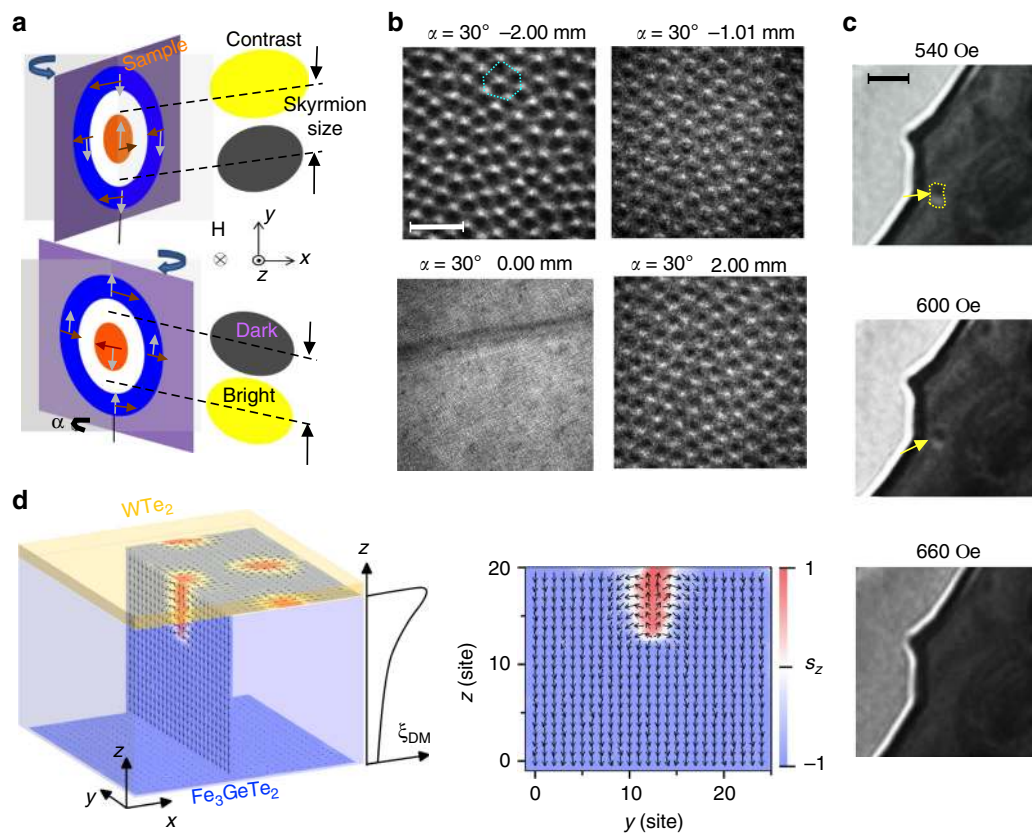 a
Sample
Contrast
Skyrmion
size
H
y
x
z
Dark
Bright
α
b
α = 30° −2.00 mm
α = 30° −1.01 mm
α = 30° 0.00 mm
α = 30° 2.00 mm
c
540 Oe
600 Oe
660 Oe
d
WTe₂
z
ξDM
z
y
x
Fe₃GeTe₂
20
10
0
z (site)
0 10 20
y (site)
1
sz
−1